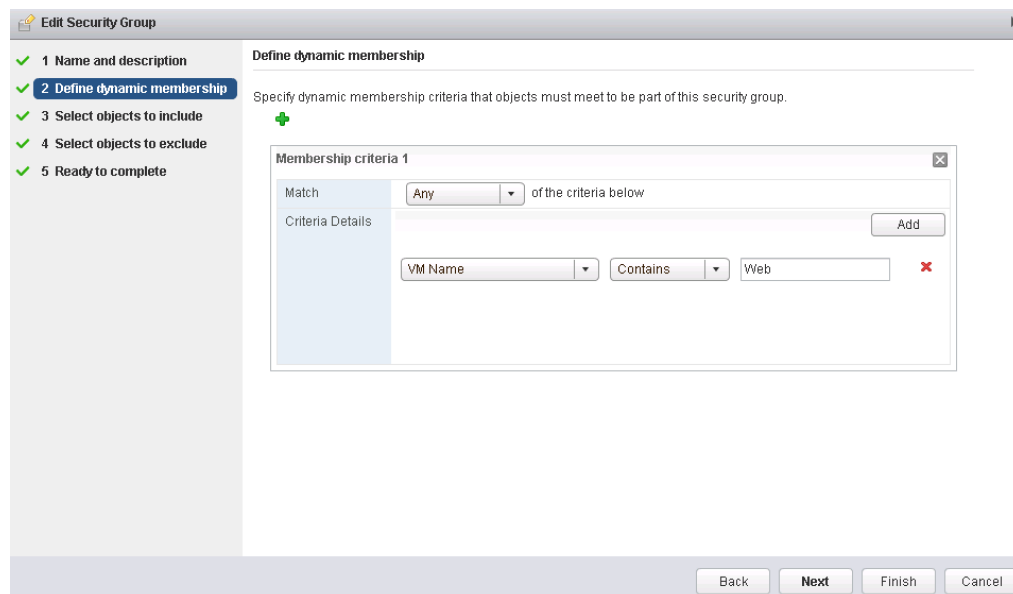 Edit Security Group
1 Name and description
2 Define dynamic membership
3 Select objects to include
4 Select objects to exclude
5 Ready to complete
Define dynamic membership
Specify dynamic membership criteria that objects must meet to be part of this security group.
Membership criteria 1
Match Any of the criteria below
Criteria Details Add
VM Name Contains Web
Back Next Finish Cancel